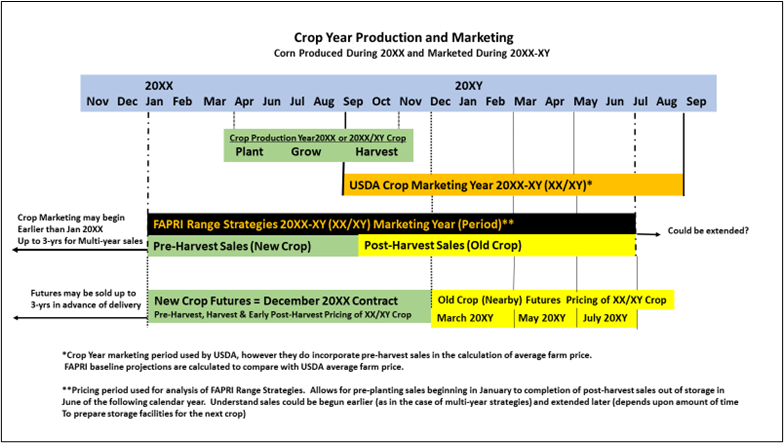 Crop Year Production and Marketing
Corn Produced During 20XX and Marketed During 20XX-XY
20XX 20XY
Nov Dec Jan Feb Mar Apr Jun Jul Aug Sep Oct Nov Dec Jan Feb Mar Apr May Jun Jul Aug Sep
Crop Production Year20XX or 20XX/XY Crop
Plant Grow Harvest
USDA Crop Marketing Year 20XX-XY (XX/XY)*
Crop Marketing may begin
Earlier than Jan 20XX
Up to 3-yrs for Multi-year sales
FAPRI Range Strategies 20XX-XY (XX/XY) Marketing Year (Period)**
Pre-Harvest Sales (New Crop) Post-Harvest Sales (Old Crop)
Could be extended?
Futures may be sold up to
3-yrs in advance of delivery
New Crop Futures = December 20XX Contract
Pre-Harvest, Harvest & Early Post-Harvest Pricing of XX/XY Crop
Old Crop (Nearby) Futures Pricing of XX/XY Crop
March 20XY May 20XY July 20XY
*Crop Year marketing period used by USDA, however they do incorporate pre-harvest sales in the calculation of average farm price.
FAPRI baseline projections are calculated to compare with USDA average farm price.
**Pricing period used for analysis of FAPRI Range Strategies. Allows for pre-planting sales beginning in January to completion of post-harvest sales out of storage in
June of the following calendar year. Understand sales could be begun earlier (as in the case of multi-year strategies) and extended later (depends upon amount of time
To prepare storage facilities for the next crop)